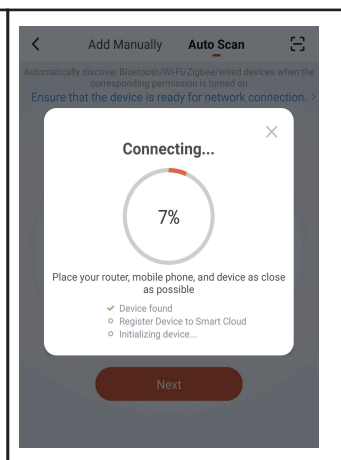 Add Manually Auto Scan
Automatically discover Bluetooth/Wi-Fi/Zigbee/wired devices when the
corresponding permission is turned on
Ensure that the device is ready for network connection. >
Connecting...
7%
Place your router, mobile phone, and device as close
as possible
Device found
Register Device to Smart Cloud
Initializing device...
Next